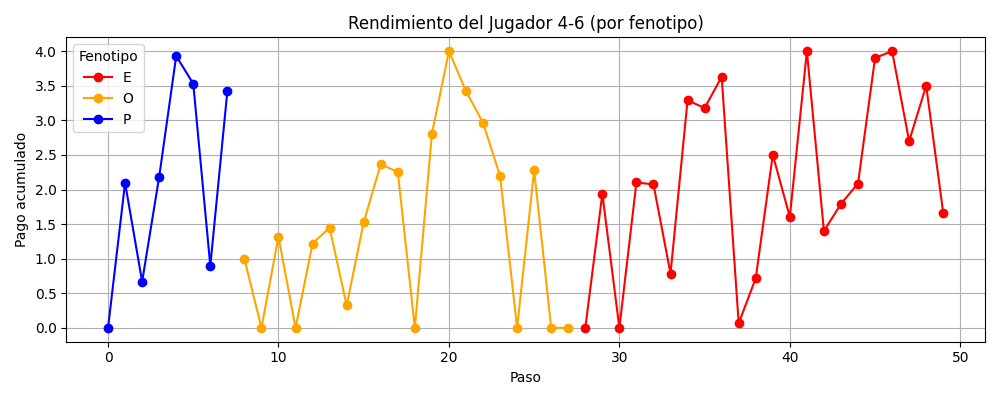 Rendimiento del Jugador 4-6 (por fenotipo)
Pago acumulado
4.0
3.5
3.0
2.5
2.0
1.5
1.0
0.5
0.0
Fenotipo
E
O
P
0 10 20 30 40 50
Paso